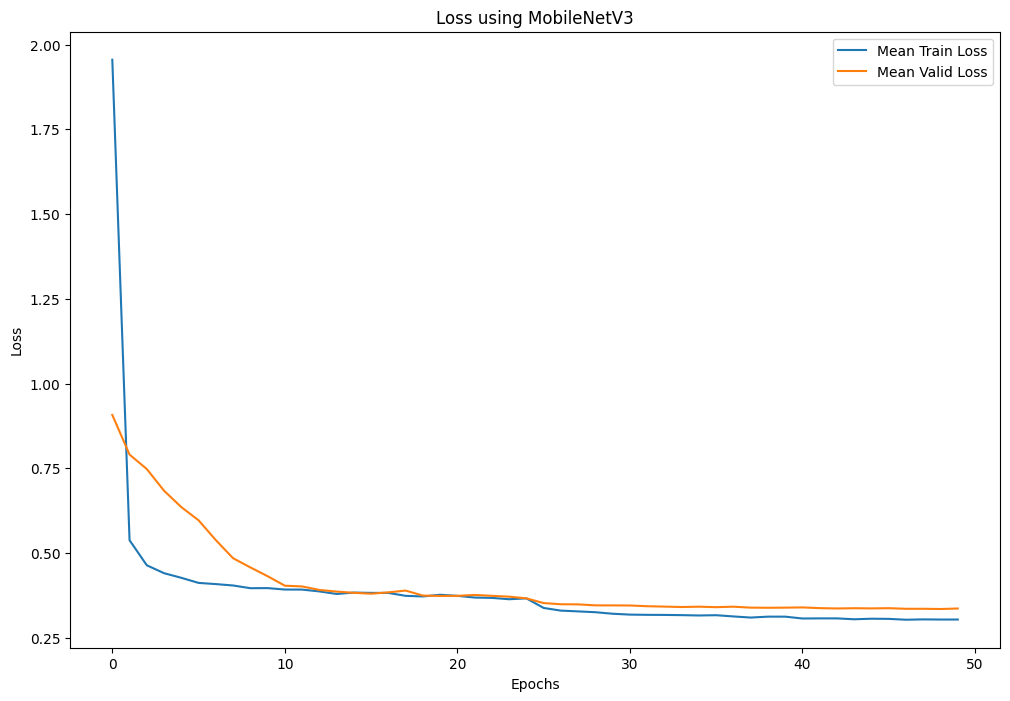 Loss using MobileNetV3
Mean Train Loss
Mean Valid Loss
2.00
1.75
1.50
1.25
1.00
0.75
0.50
0.25
Loss
0 10 20 30 40 50
Epochs